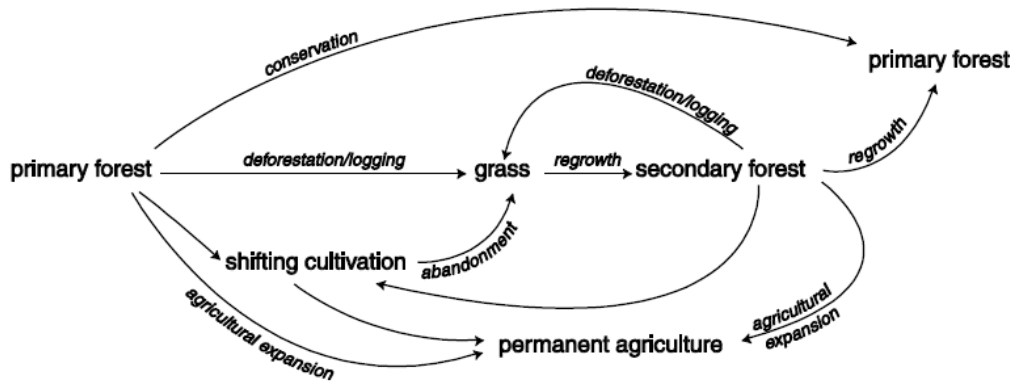 conservation
primary forest
deforestation/logging
primary forest
deforestation/logging
grass
regrowth
secondary forest
regrowth
shifting cultivation
abandonment
agricultural expansion
agricultural
expansion
permanent agriculture